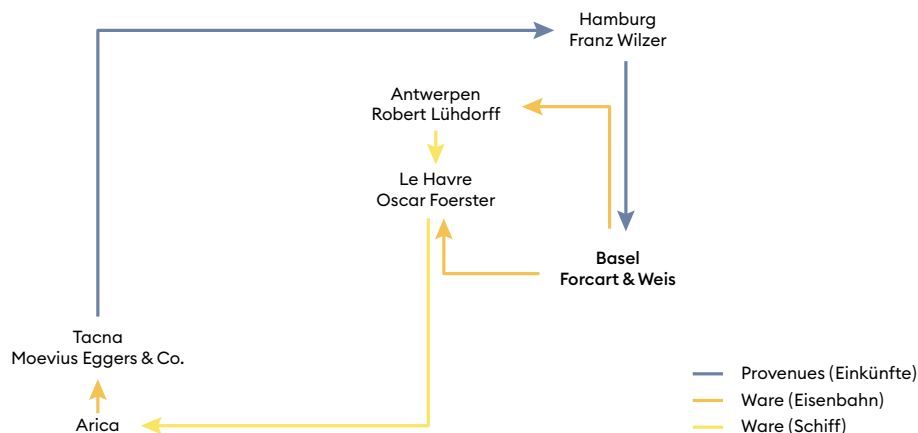 Hamburg
Franz Wilzer
Antwerpen
Robert Lühdorff
Le Havre
Oscar Foerster
Basel
Forcart & Weis
Tacna
Moevius Eggers & Co.
Arica
Provenues (Einkünfte)
Ware (Eisenbahn)
Ware (Schiff)